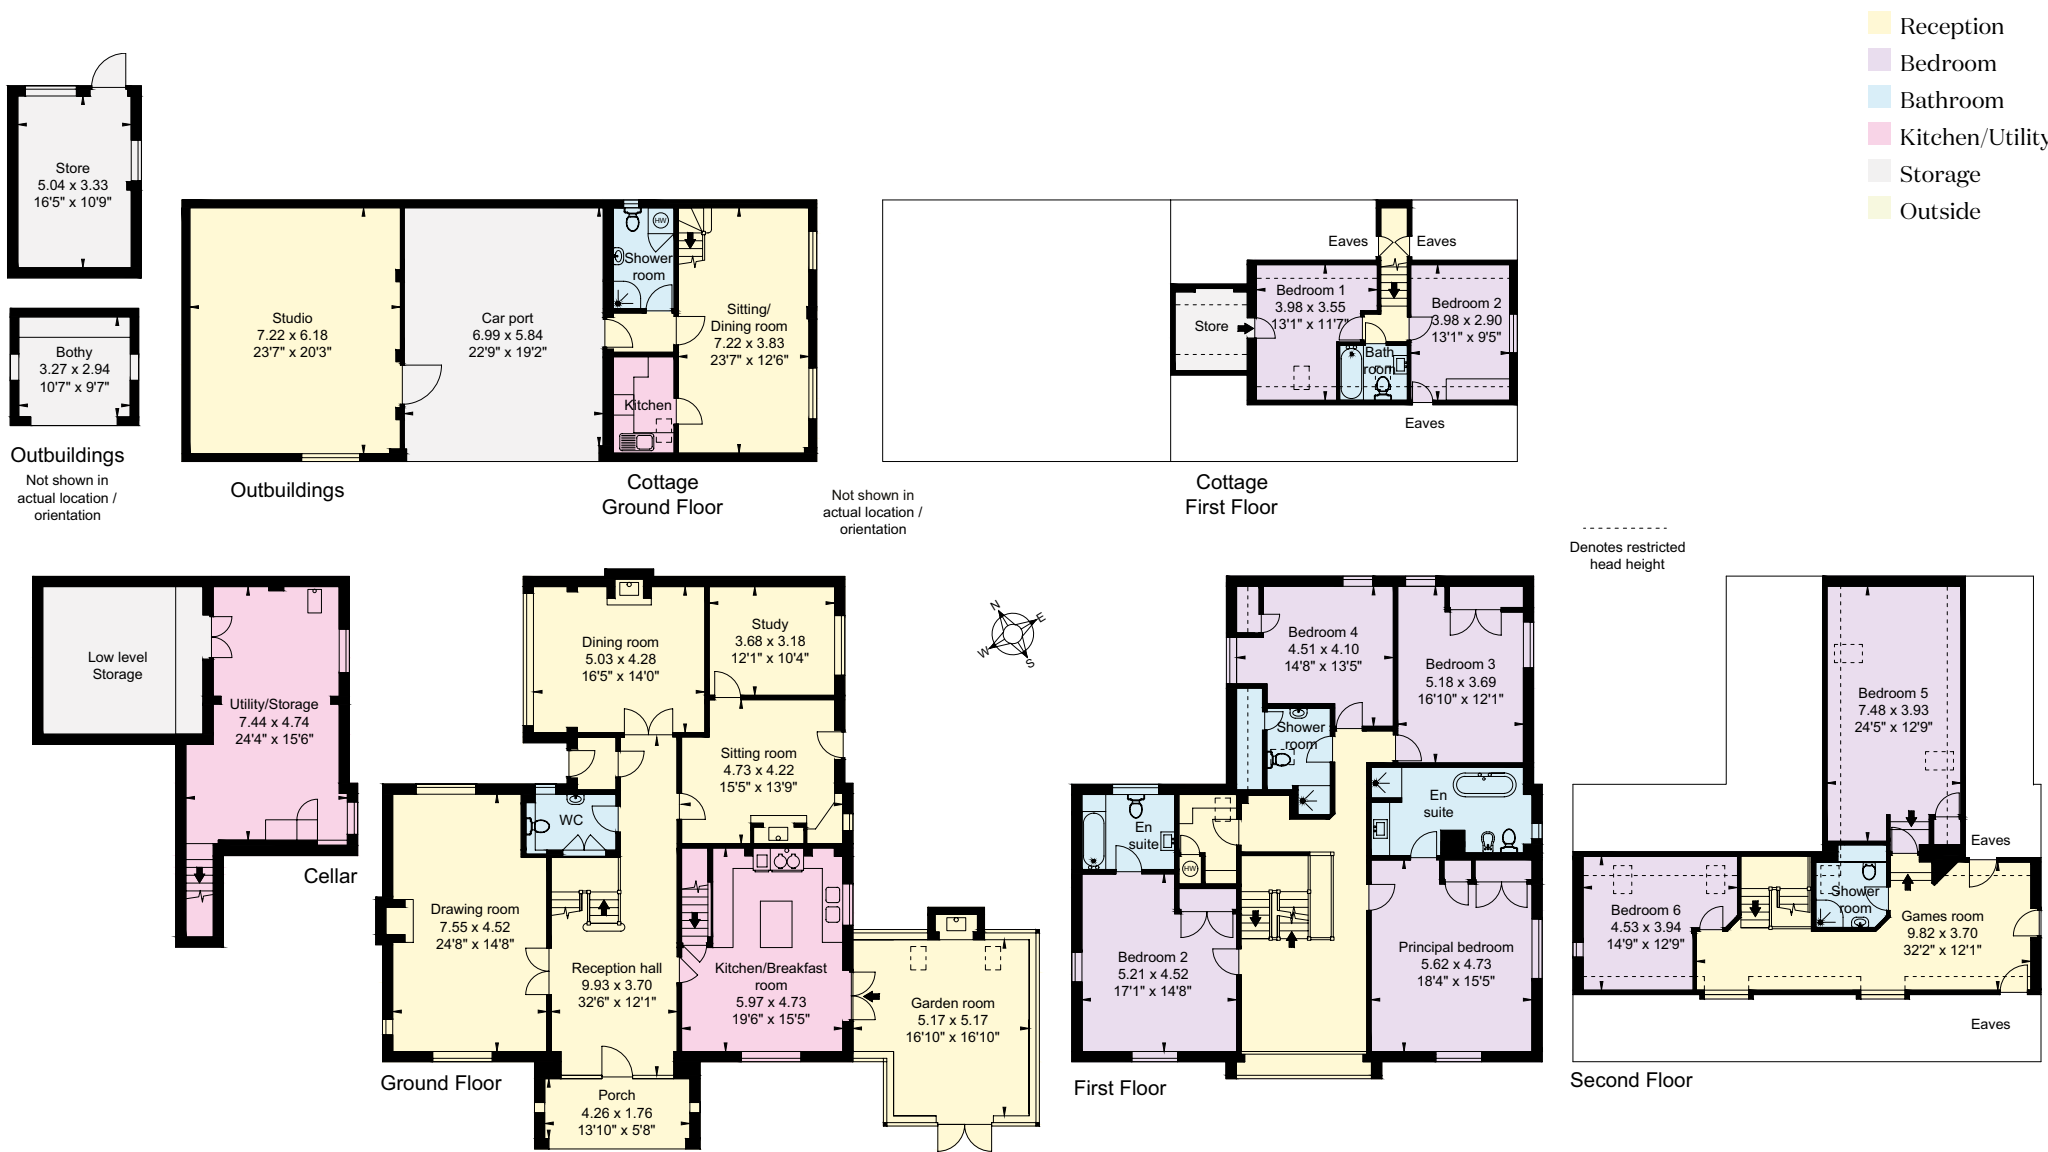 Reception
Bedroom
Bathroom
Kitchen/Utility
Storage
Outside
Store
5.04 x 3.33
16'5" x 10'9"
Bothy
3.27 x 2.94
10'7" x 9'7"
Outbuildings
Not shown in
actual location /
orientation
Studio
7.22 x 6.18
23'7" x 20'3"
Car port
6.99 x 5.84
22'9" x 19'2"
HW
Shower
room
Sitting/
Dining room
7.22 x 3.83
23'7" x 12'6"
Kitchen
Outbuildings
Cottage
Ground Floor
Not shown in
actual location /
orientation
Eaves
Eaves
Bedroom 1
3.98 x 3.55
13'1" x 11'7"
Bedroom 2
3.98 x 2.90
13'1" x 9'5"
Store
Bath
room
Eaves
Cottage
First Floor
Denotes restricted
head height
Low level
Storage
Utility/Storage
7.44 x 4.74
24'4" x 15'6"
Cellar
Dining room
5.03 x 4.28
16'5" x 14'0"
Study
3.68 x 3.18
12'1" x 10'4"
Sitting room
4.73 x 4.22
15'5" x 13'9"
WC
Drawing room
7.55 x 4.52
24'8" x 14'8"
Reception hall
9.93 x 3.70
32'6" x 12'1"
Kitchen/Breakfast
room
5.97 x 4.73
19'6" x 15'5"
Garden room
5.17 x 5.17
16'10" x 16'10"
Porch
4.26 x 1.76
13'10" x 5'8"
Ground Floor
N
E
W
S
Bedroom 4
4.51 x 4.10
14'8" x 13'5"
Bedroom 3
5.18 x 3.69
16'10" x 12'1"
Shower
room
En
suite
En
suite
HW
Bedroom 2
5.21 x 4.52
17'1" x 14'8"
Principal bedroom
5.62 x 4.73
18'4" x 15'5"
First Floor
Bedroom 5
7.48 x 3.93
24'5" x 12'9"
Eaves
Bedroom 6
4.53 x 3.94
14'9" x 12'9"
Shower
room
Games room
9.82 x 3.70
32'2" x 12'1"
Eaves
Second Floor